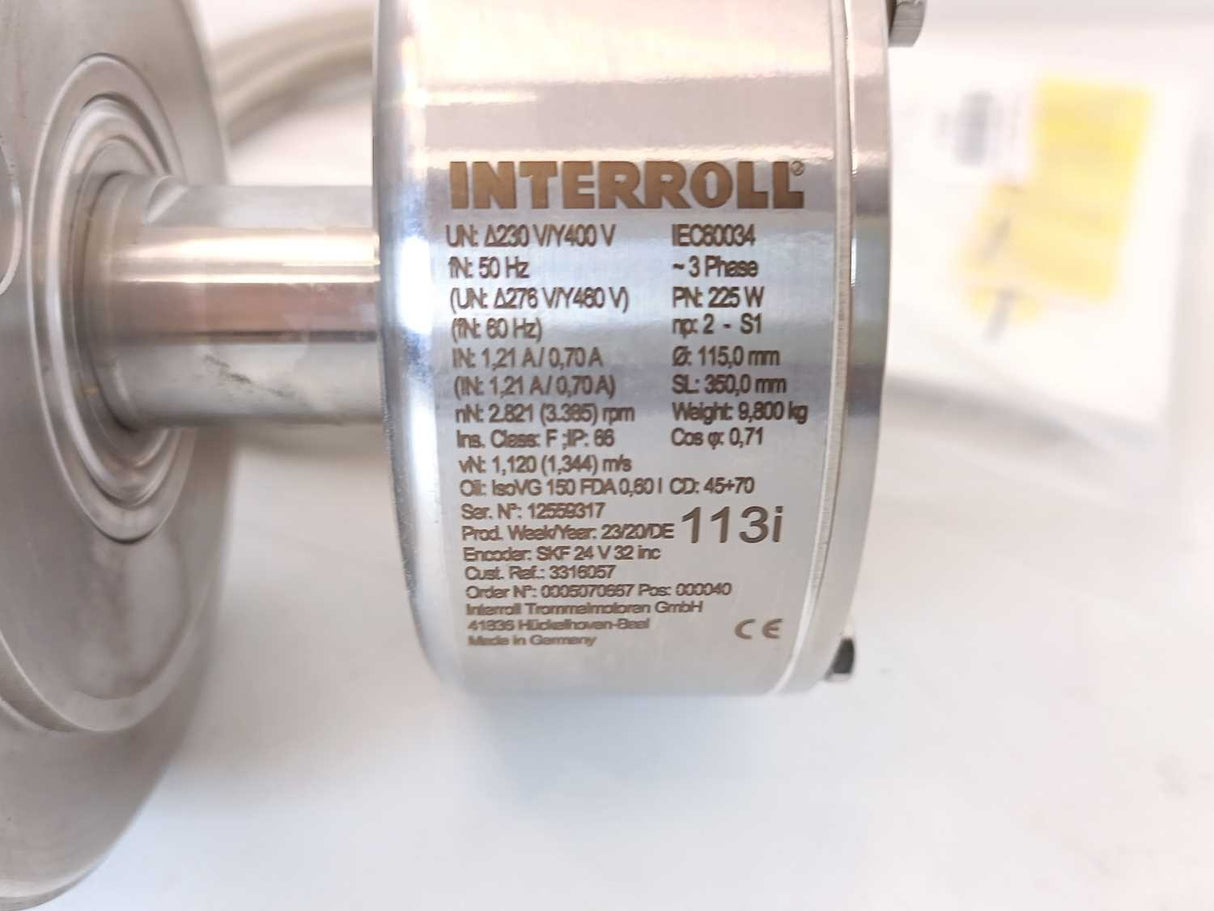 INTERROLL®
UN: Δ230 V/Y400 V IEC60034
fN: 50 Hz ~ 3 Phase
(UN: Δ276 V/Y460 V) PN: 225 W
(fN: 60 Hz) np: 2 - S1
IN: 1,21 A / 0,70 A Ø: 115,0 mm
(IN: 1,21 A / 0,70 A) SL: 350,0 mm
nN: 2.821 (3.385) rpm Weight: 9,800 kg
Ins. Class: F ;IP: 66 Cos φ: 0,71
vN: 1,120 (1,344) m/s
Oil: IsoVG 150 FDA 0,60 l CD: 45+70
Ser. N°: 12559317
Prod. Week/Year: 23/20/DE 113i
Encoder: SKF 24 V 32 inc
Cust. Ref.: 3316057
Order N°: 0005070667 Pos: 000040
Interroll Trommelmotoren GmbH
41836 Hückelhoven-Baal CE
Made in Germany